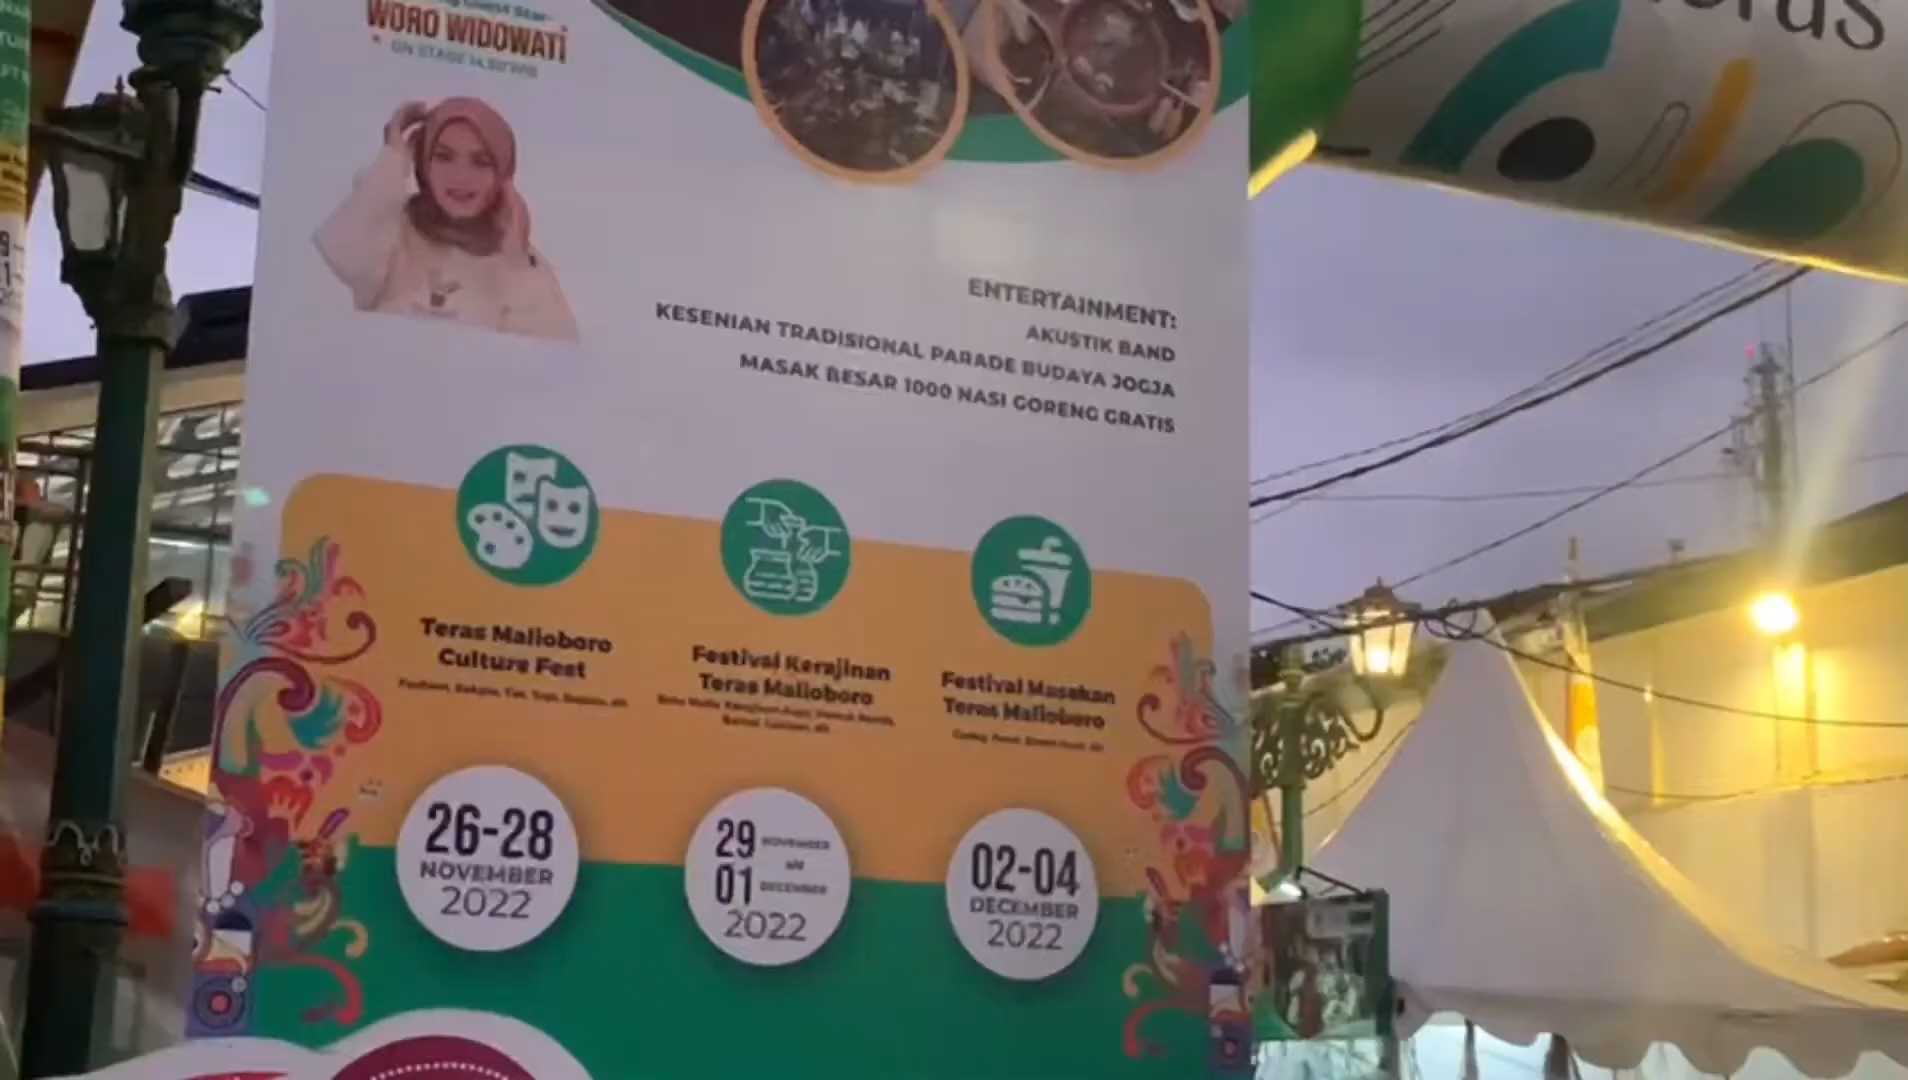 WORO WIDOWATI
ENTERTAINMENT:
AKUSTIK BAND
KESENIAN TRADISIONAL PARADE BUDAYA JOGJA
MASAK BESAR 1000 NASI GORENG GRATIS
Teras Malioboro
Culture Fest
Festival Kerajinan
Teras Malioboro
Festival Masakan
Teras Malioboro
26-28
NOVEMBER
2022
29 NOVEMBER
s/d
01 DECEMBER
2022
02-04
DECEMBER
2022